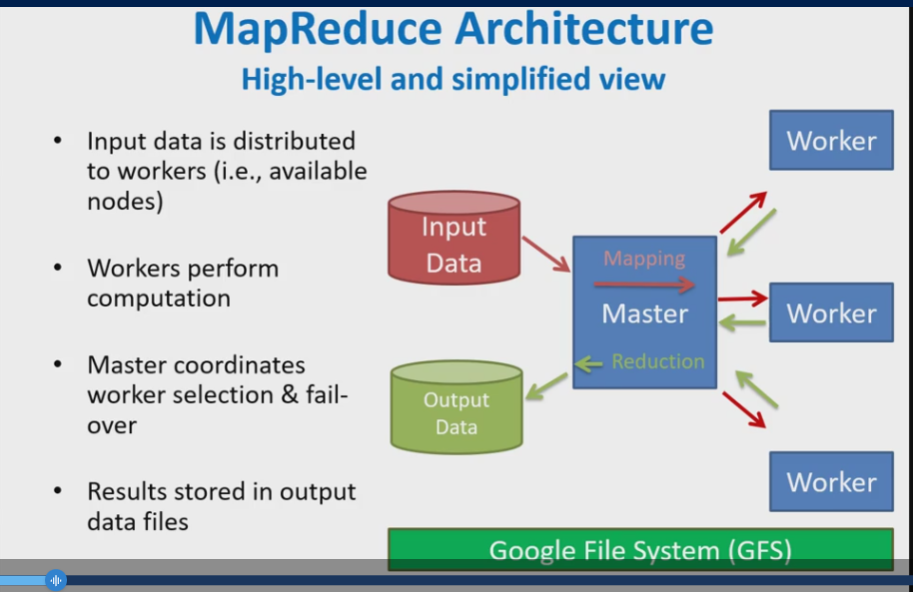 MapReduce Architecture
High-level and simplified view
• Input data is distributed
to workers (i.e., available
nodes)
• Workers perform
computation
• Master coordinates
worker selection & fail-
over
• Results stored in output
data files
Input
Data
Output
Data
Mapping
Master
Reduction
Worker
Worker
Worker
Google File System (GFS)